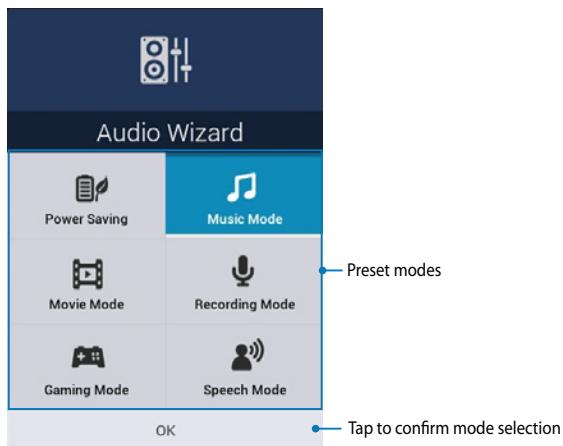 Audio Wizard
Power Saving
Music Mode
Movie Mode
Recording Mode
Preset modes
Gaming Mode
Speech Mode
OK
Tap to confirm mode selection